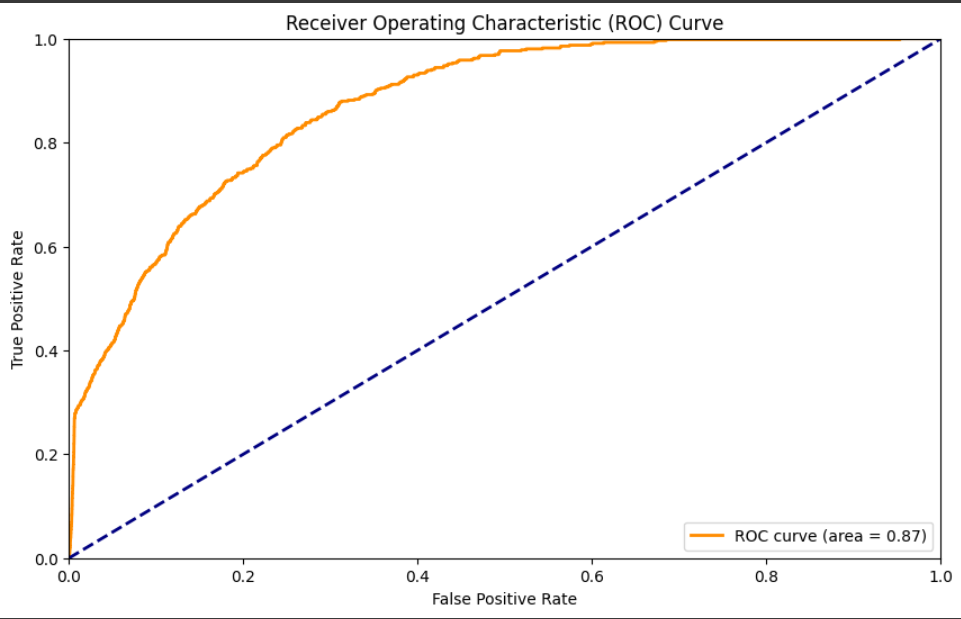 Receiver Operating Characteristic (ROC) Curve
1.0
0.8
0.6
0.4
0.2
0.0
True Positive Rate
ROC curve (area = 0.87)
0.0 0.2 0.4 0.6 0.8 1.0
False Positive Rate